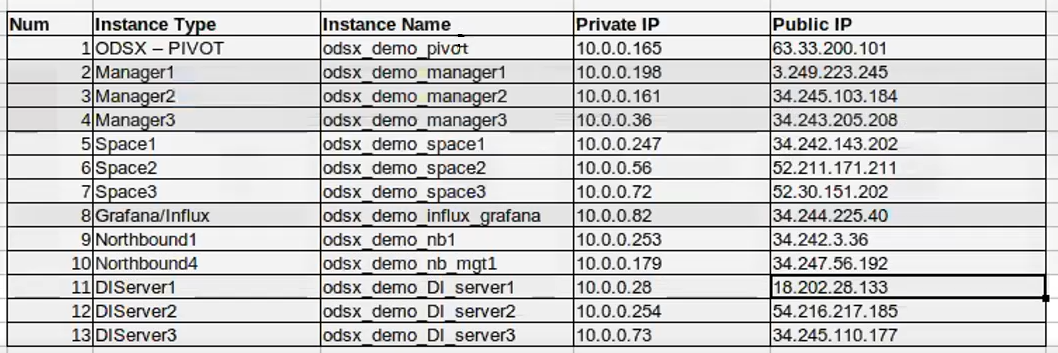 Num Instance Type Instance Name Private IP Public IP
1 ODSX – PIVOT odsx_demo_pivot 10.0.0.165 63.33.200.101
2 Manager1 odsx_demo_manager1 10.0.0.198 3.249.223.245
3 Manager2 odsx_demo_manager2 10.0.0.161 34.245.103.184
4 Manager3 odsx_demo_manager3 10.0.0.36 34.243.205.208
5 Space1 odsx_demo_space1 10.0.0.247 34.242.143.202
6 Space2 odsx_demo_space2 10.0.0.56 52.211.171.211
7 Space3 odsx_demo_space3 10.0.0.72 52.30.151.202
8 Grafana/Influx odsx_demo_influx_grafana 10.0.0.82 34.244.225.40
9 Northbound1 odsx_demo_nb1 10.0.0.253 34.242.3.36
10 Northbound4 odsx_demo_nb_mgt1 10.0.0.179 34.247.56.192
11 DIServer1 odsx_demo_DI_server1 10.0.0.28 18.202.28.133
12 DIServer2 odsx_demo_DI_server2 10.0.0.254 54.216.217.185
13 DIServer3 odsx_demo_DI_server3 10.0.0.73 34.245.110.177